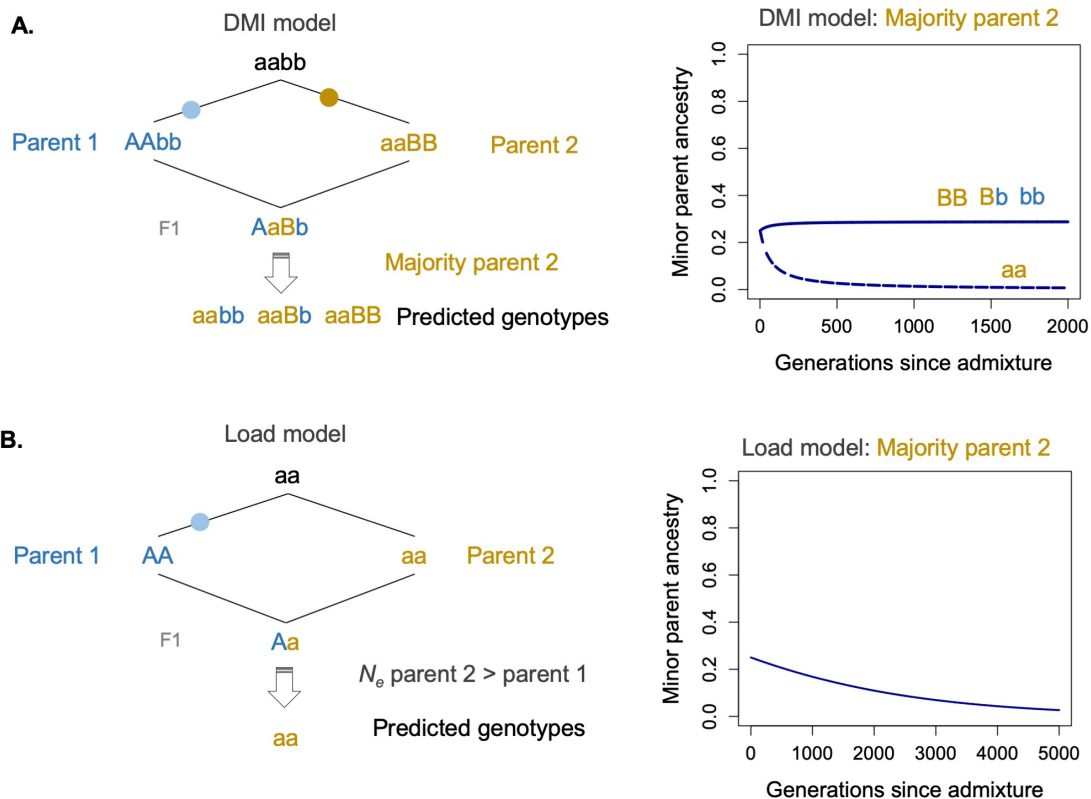 A.
DMI model
aabb
Parent 1 AAbb aaBB Parent 2
F1 AaBb
Majority parent 2
aabb aaBb aaBB Predicted genotypes
DMI model: Majority parent 2
Minor parent ancestry
1.0
0.8
0.6
0.4
0.2
0.0
BB Bb bb
aa
0 500 1000 1500 2000
Generations since admixture
B.
Load model
aa
Parent 1 AA aa Parent 2
F1 Aa
Ne parent 2 > parent 1
Predicted genotypes
aa
Load model: Majority parent 2
Minor parent ancestry
1.0
0.8
0.6
0.4
0.2
0.0
0 1000 2000 3000 4000 5000
Generations since admixture